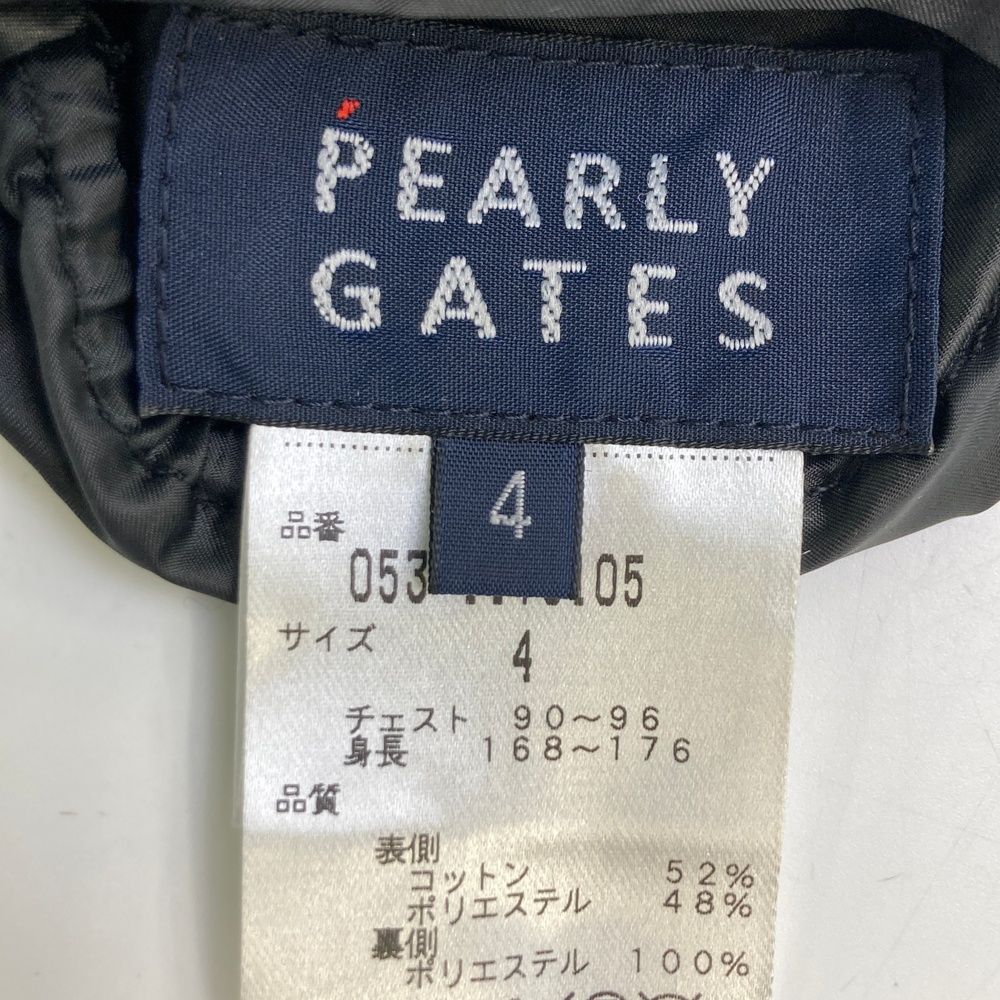 PEARLY
GATES
4
品番
053 05
サイズ 4
チェスト 90～96
身長 168～176
品質
表側
コットン 52%
ポリエステル 48%
裏側
ポリエステル 100%